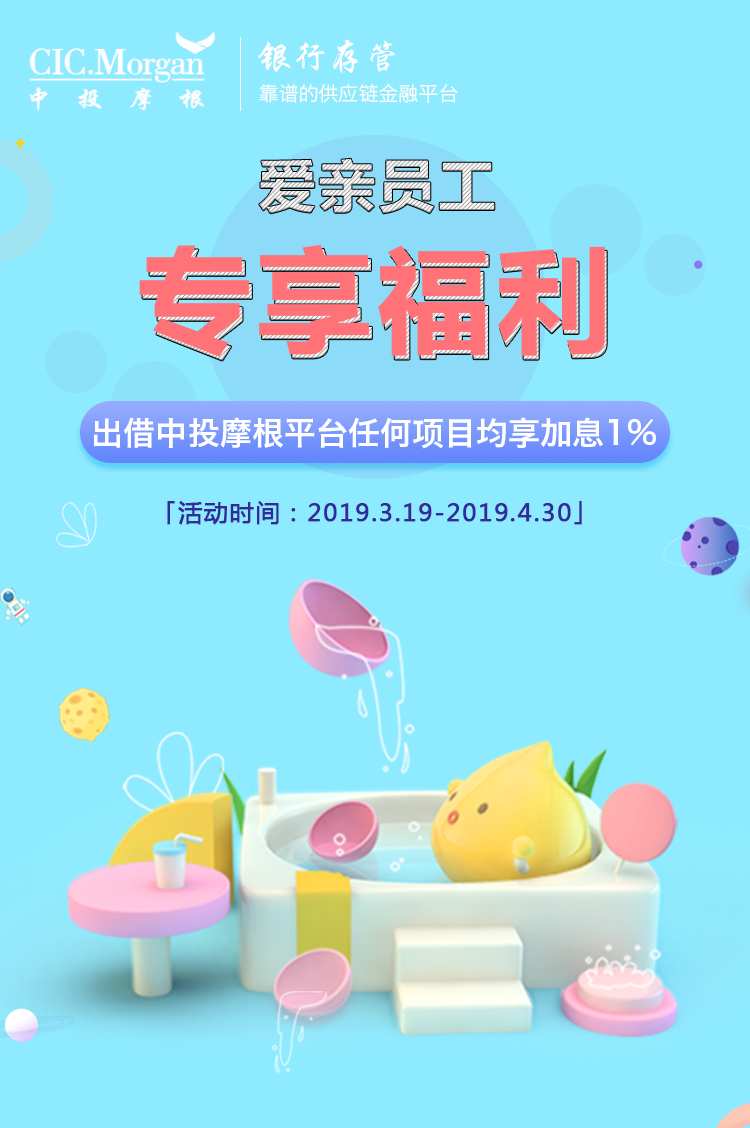 CIC.Morgan
中投摩根
银行存管
靠谱的供应链金融平台
爱亲员工
专享福利
出借中投摩根平台任何项目均享加息1%
「活动时间：2019.3.19-2019.4.30」